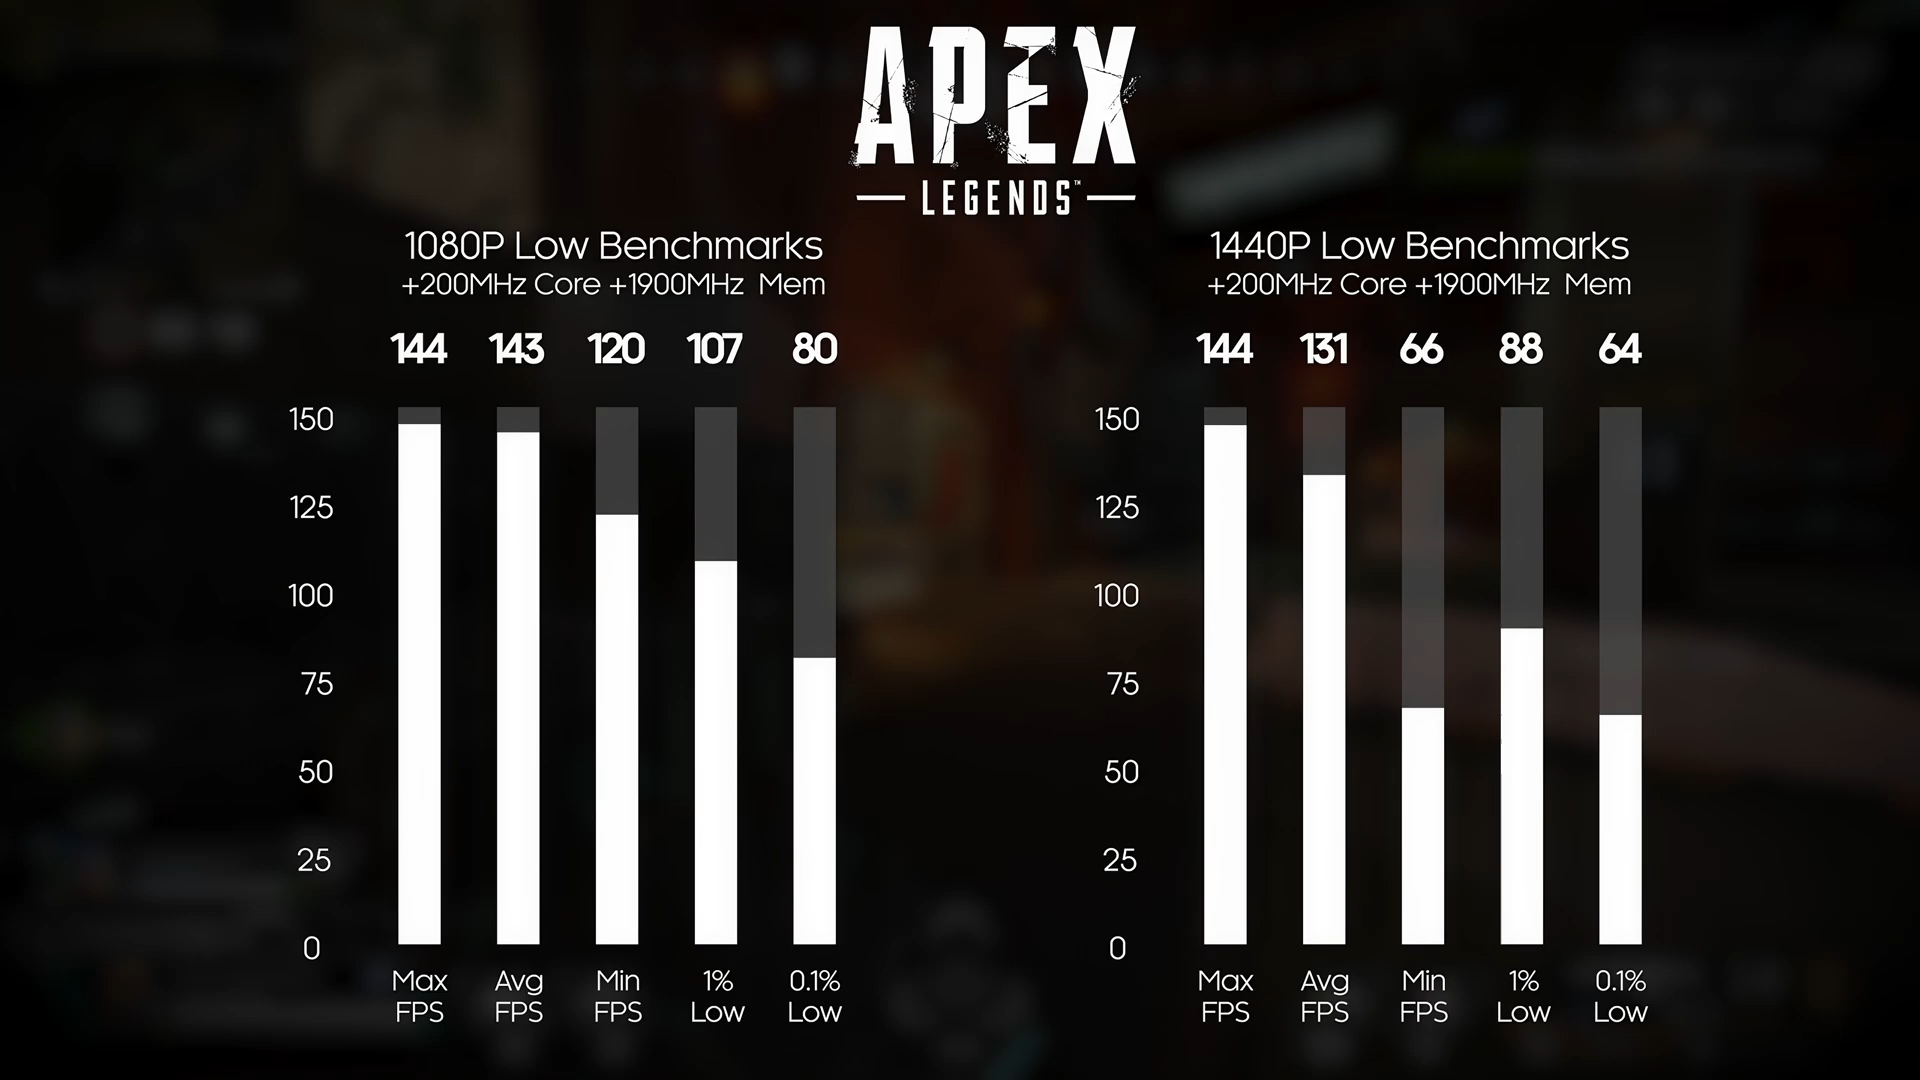 APEX
LEGENDS™
1080P Low Benchmarks
+200MHz Core +1900MHz Mem
144 143 120 107 80
150
125
100
75
50
25
0
Max FPS
Avg FPS
Min FPS
1% Low
0.1% Low
1440P Low Benchmarks
+200MHz Core +1900MHz Mem
144 131 66 88 64
150
125
100
75
50
25
0
Max FPS
Avg FPS
Min FPS
1% Low
0.1% Low